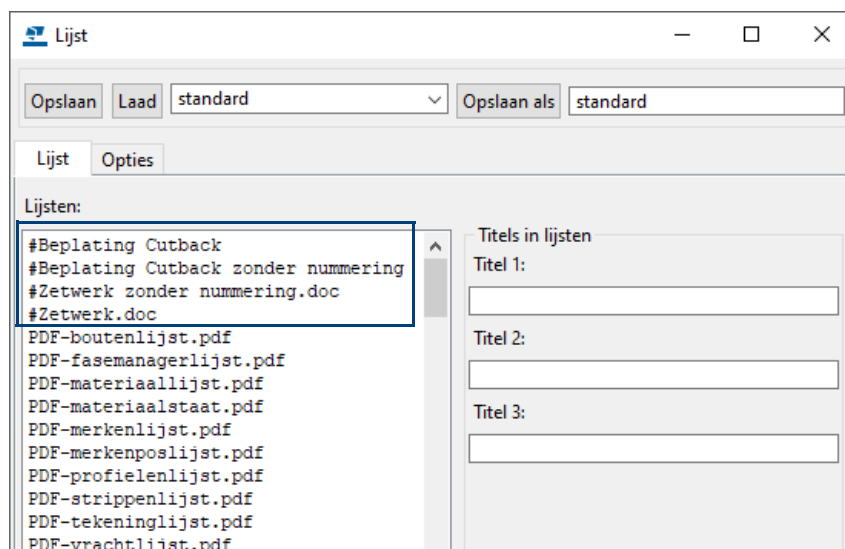 Lijst
Opslaan Laad standard Opslaan als standard
Lijst Opties
Lijsten:
#Beplating Cutback
#Beplating Cutback zonder nummering
#Zetwerk zonder nummering.doc
#Zetwerk.doc
PDF-boutenlijst.pdf
PDF-fasemanagerlijst.pdf
PDF-materiaallijst.pdf
PDF-materiaalstaat.pdf
PDF-merkenlijst.pdf
PDF-merkenposlijst.pdf
PDF-profielenlijst.pdf
PDF-strippenlijst.pdf
PDF-tekeninglijst.pdf
PDF-vrachtlijst.pdf
Titels in lijsten
Titel 1:
Titel 2:
Titel 3: